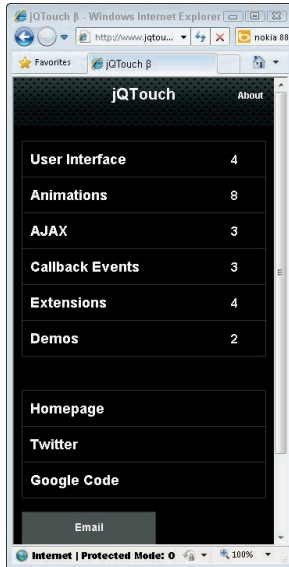 jQTouch β - Windows Internet Explorer
http://www.jqtou... nokia 88
Favorites jQTouch β
jQTouch About
User Interface 4
Animations 8
AJAX 3
Callback Events 3
Extensions 4
Demos 2
Homepage
Twitter
Google Code
Email
Internet | Protected Mode: O 100%